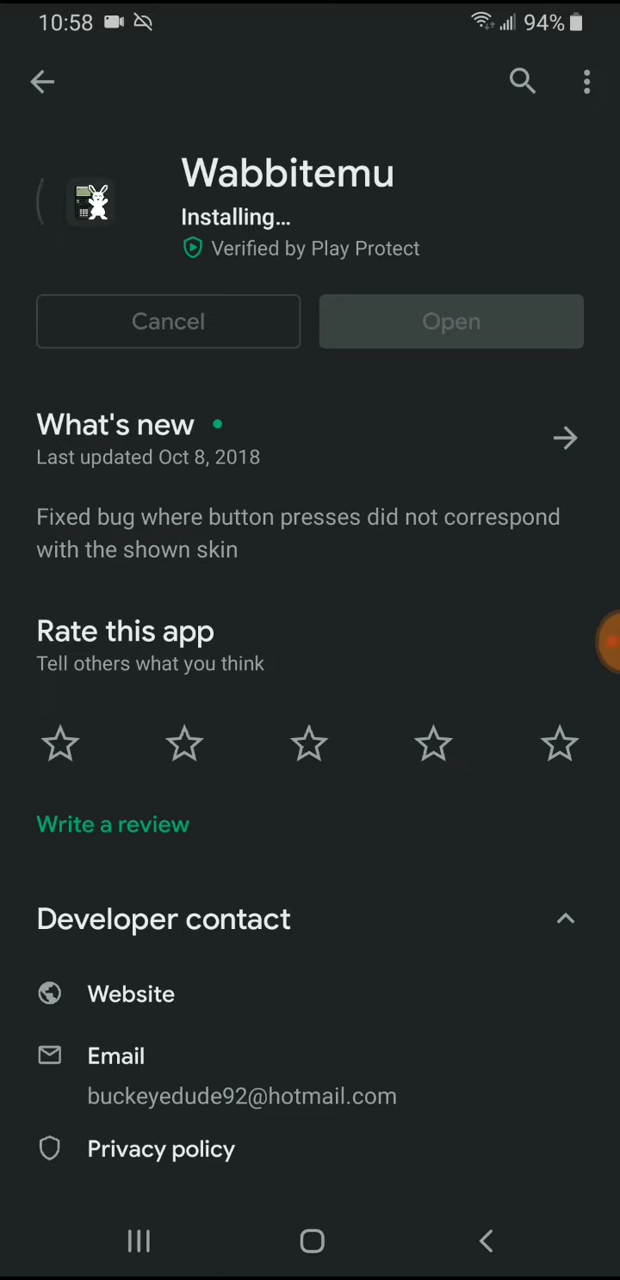 10:58 94%
Wabbitemu
Installing...
Verified by Play Protect
Cancel Open
What's new
Last updated Oct 8, 2018
Fixed bug where button presses did not correspond
with the shown skin
Rate this app
Tell others what you think
Write a review
Developer contact
Website
Email
buckeyedude92@hotmail.com
Privacy policy